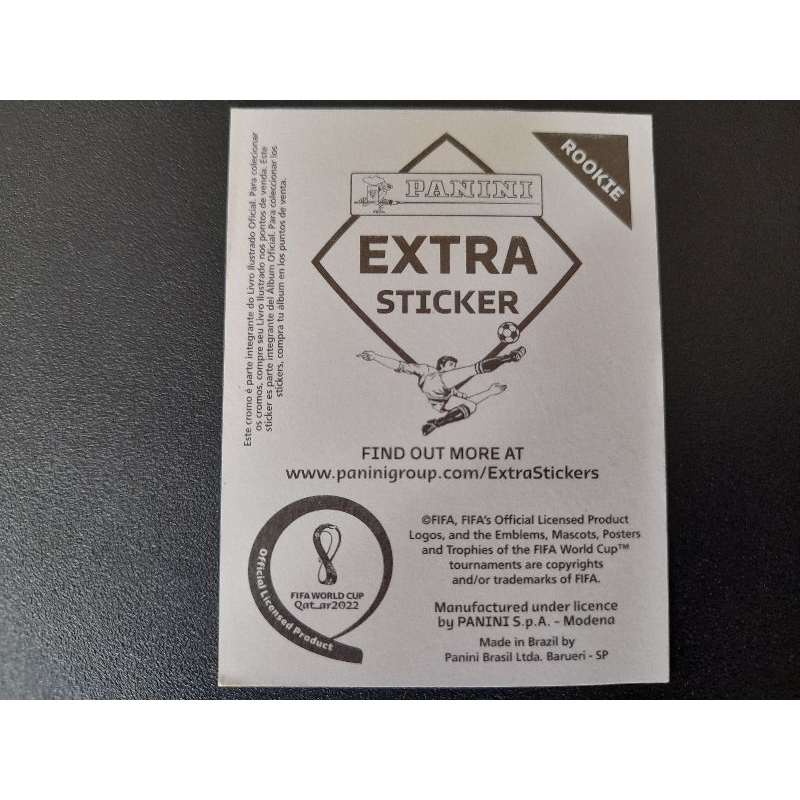 Este cromo é parte integrante do Livro Ilustrado Oficial. Para colecionar
os cromos, compre seu Livro Ilustrado nos pontos de venda. Este
sticker es parte integrante del Álbum Oficial. Para coleccionar los
stickers, compra tu álbum en los puntos de venta.
ROOKIE
PANINI
EXTRA
STICKER
FIND OUT MORE AT
www.paninigroup.com/ExtraStickers
Official Licensed Product
FIFA WORLD CUP
Qatar2022
©FIFA, FIFA's Official Licensed Product
Logos, and the Emblems, Mascots, Posters
and Trophies of the FIFA World Cup™
tournaments are copyrights
and/or trademarks of FIFA.
Manufactured under licence
by PANINI S.p.A. - Modena
Made in Brazil by
Panini Brasil Ltda. Barueri - SP